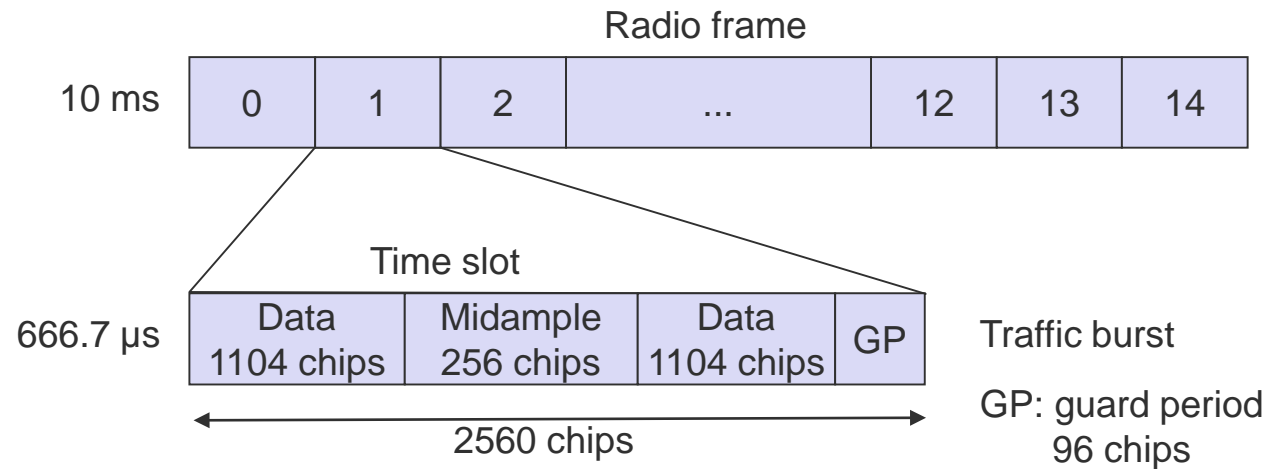 Radio frame
10 ms 0 1 2 ... 12 13 14
Time slot
666.7 µs
Data
1104 chips
Midample
256 chips
Data
1104 chips
GP
Traffic burst
GP: guard period
96 chips
2560 chips